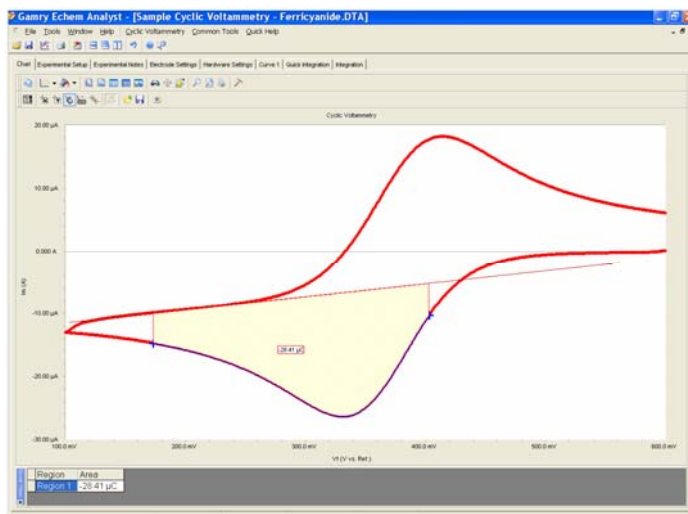 Gamry Echem Analyst - [Sample Cyclic Voltammetry - Ferricyanide.DTA]
File Tools Window Help Cyclic Voltammetry Common Tools Quick Help
Chart Experimental Setup Experimental Notes Electrode Settings Hardware Settings Curve 1 Quick Integration Integration
Cyclic Voltammetry
20.00 µA
10.00 µA
0.000 A
-10.00 µA
-20.00 µA
-30.00 µA
Im (A)
-28.41 µC
100.0 mV 200.0 mV 300.0 mV 400.0 mV 500.0 mV 600.0 mV
Vf (V vs. Ref.)
Region Area
Region 1 -28.41 µC